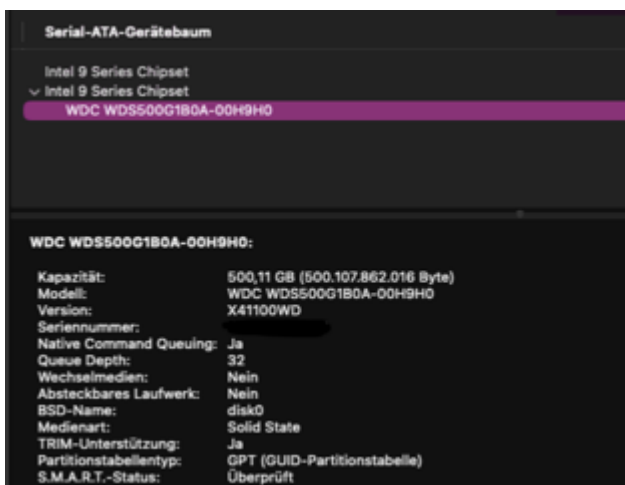 Serial-ATA-Gerätebaum
Intel 9 Series Chipset
Intel 9 Series Chipset
WDC WDS500G1B0A-00H9H0
WDC WDS500G1B0A-00H9H0:
Kapazität: 500,11 GB (500.107.862.016 Byte)
Modell: WDC WDS500G1B0A-00H9H0
Version: X41100WD
Seriennummer:
Native Command Queuing: Ja
Queue Depth: 32
Wechselmedien: Nein
Absteckbares Laufwerk: Nein
BSD-Name: disk0
Medienart: Solid State
TRIM-Unterstützung: Ja
Partitionstabellentyp: GPT (GUID-Partitionstabelle)
S.M.A.R.T.-Status: Überprüft